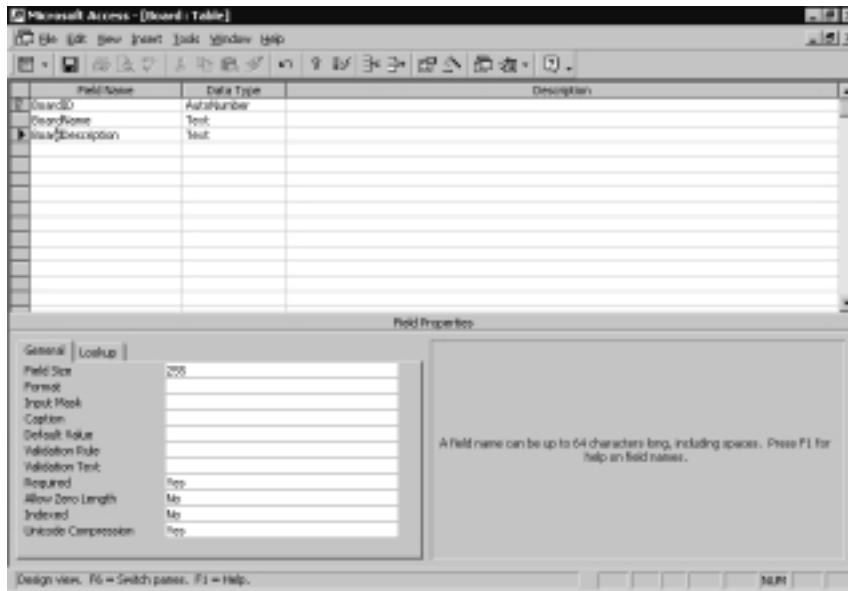 Microsoft Access - [Board : Table]
File Edit View Insert Tools Window Help
Field Name Data Type Description
BoardID AutoNumber
BoardName Text
BoardDescription Text
Field Properties
General Lookup
Field Size 255
Format
Input Mask
Caption
Default Value
Validation Rule
Validation Text
Required Yes
Allow Zero Length No
Indexed No
Unicode Compression Yes
A field name can be up to 64 characters long, including spaces. Press F1 for
help on field names.
Design view. F6 = Switch panes. F1 = Help. NUM